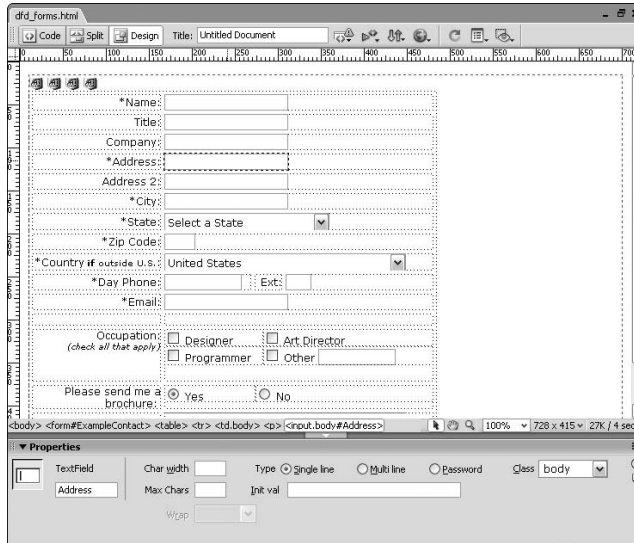 dfd_forms.html
Code Split Design Title: Untitled Document
0 50 100 150 200 250 300 350 400 450 500 550 600 650 700
*Name:
Title:
Company:
*Address:
Address 2:
*City:
*State: Select a State
*Zip Code:
*Country if outside U.S.: United States
*Day Phone: Ext:
*Email:
Occupation: Designer Art Director
(check all that apply) Programmer Other
Please send me a brochure: Yes No
<body> <form#ExampleContact> <table> <tr> <td.body> <p> <input.body#Address> 100% 728 x 415 27K / 4 sec
Properties
TextField Char width Type Single line Multi line Password Class body
Address Max Chars Init val
Wrap